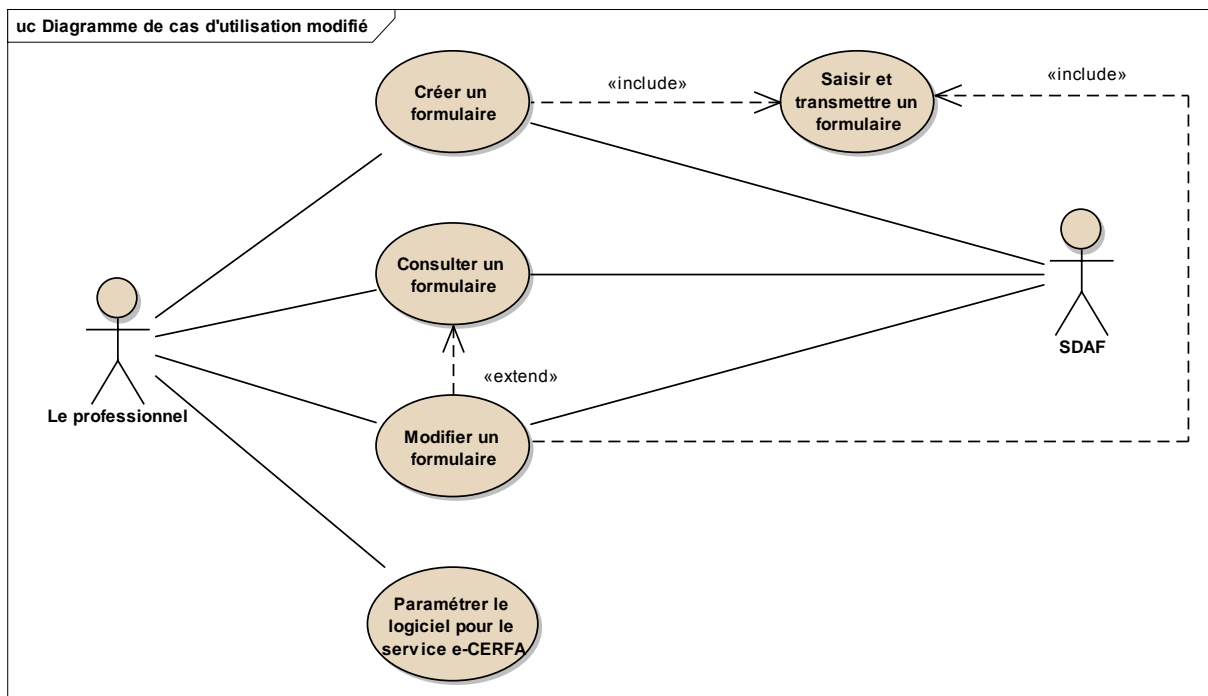 uc Diagramme de cas d'utilisation modifié
Créer un
formulaire
«include»
Saisir et
transmettre un
formulaire
«include»
Consulter un
formulaire
SDAF
«extend»
Le professionnel
Modifier un
formulaire
Paramétrer le
logiciel pour le
service e-CERFA